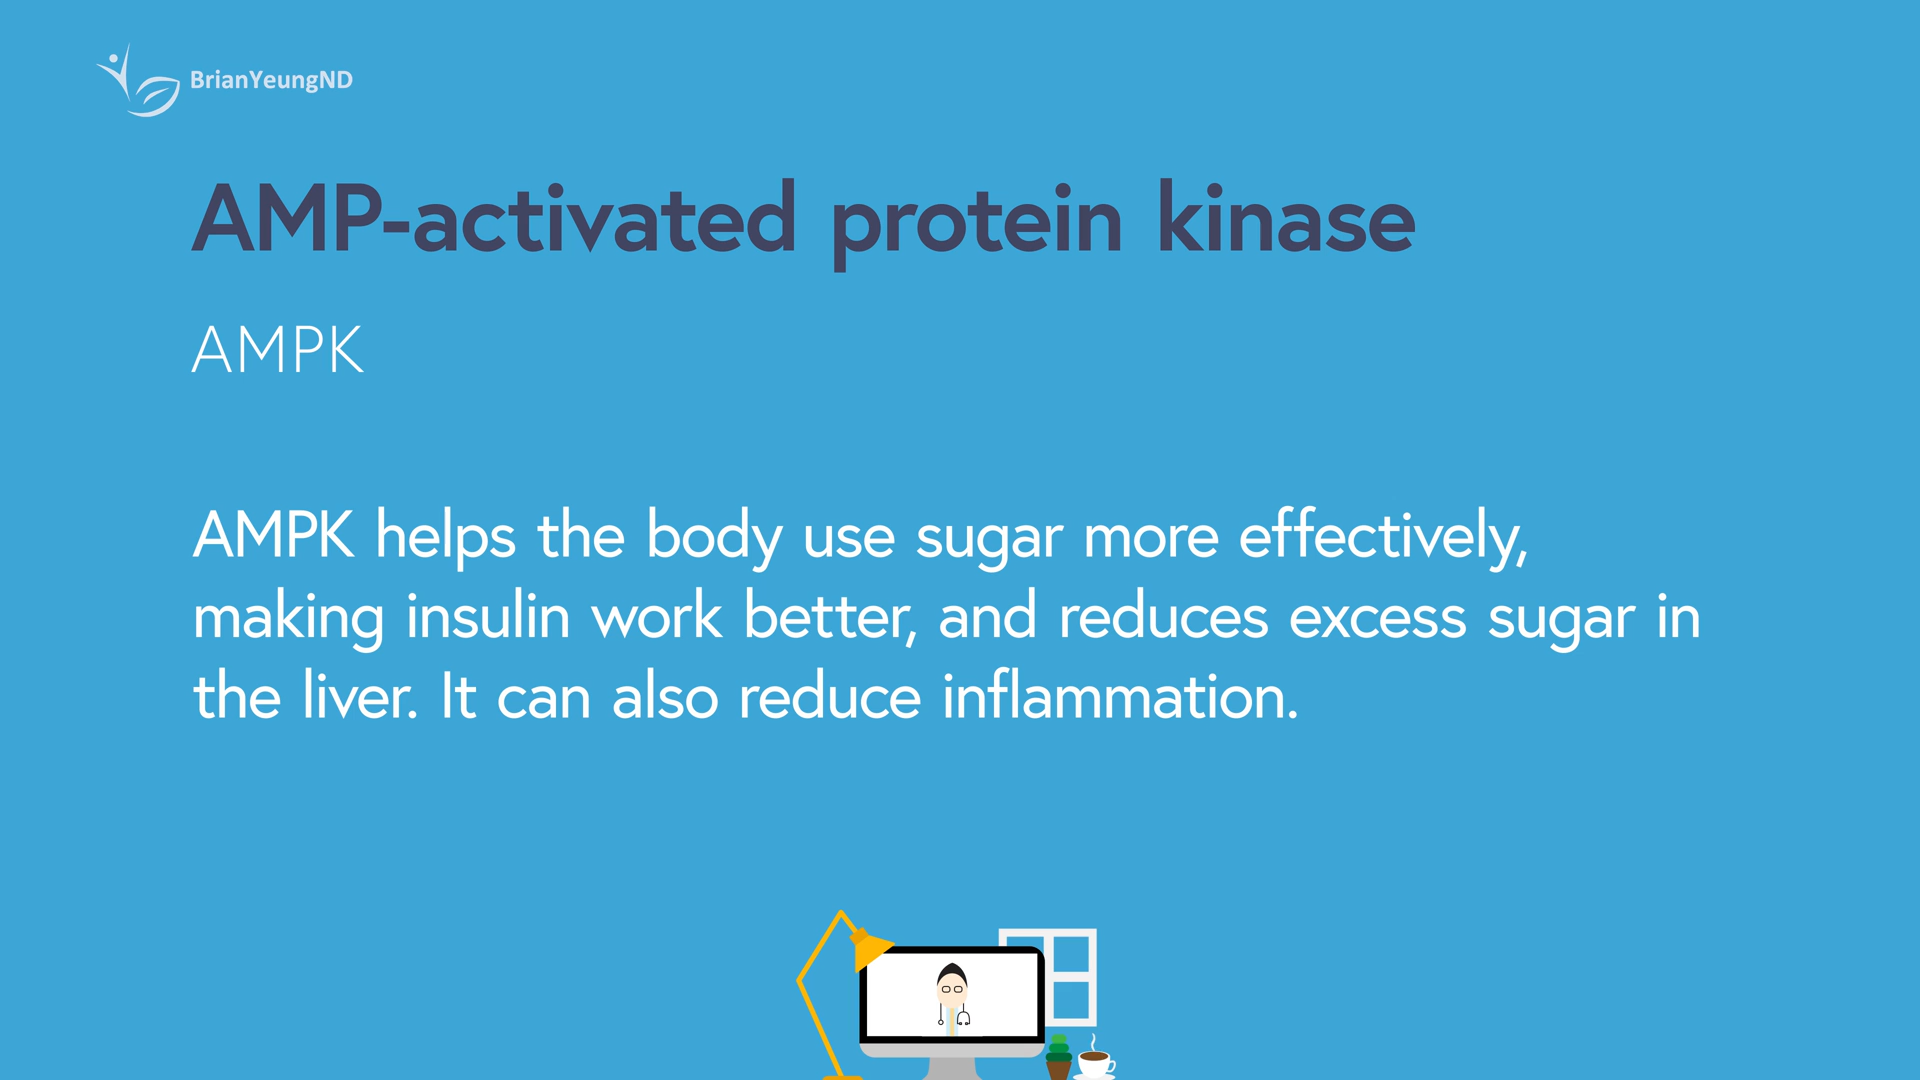 BrianYeungND
AMP-activated protein kinase
AMPK
AMPK helps the body use sugar more effectively,
making insulin work better, and reduces excess sugar in
the liver. It can also reduce inflammation.